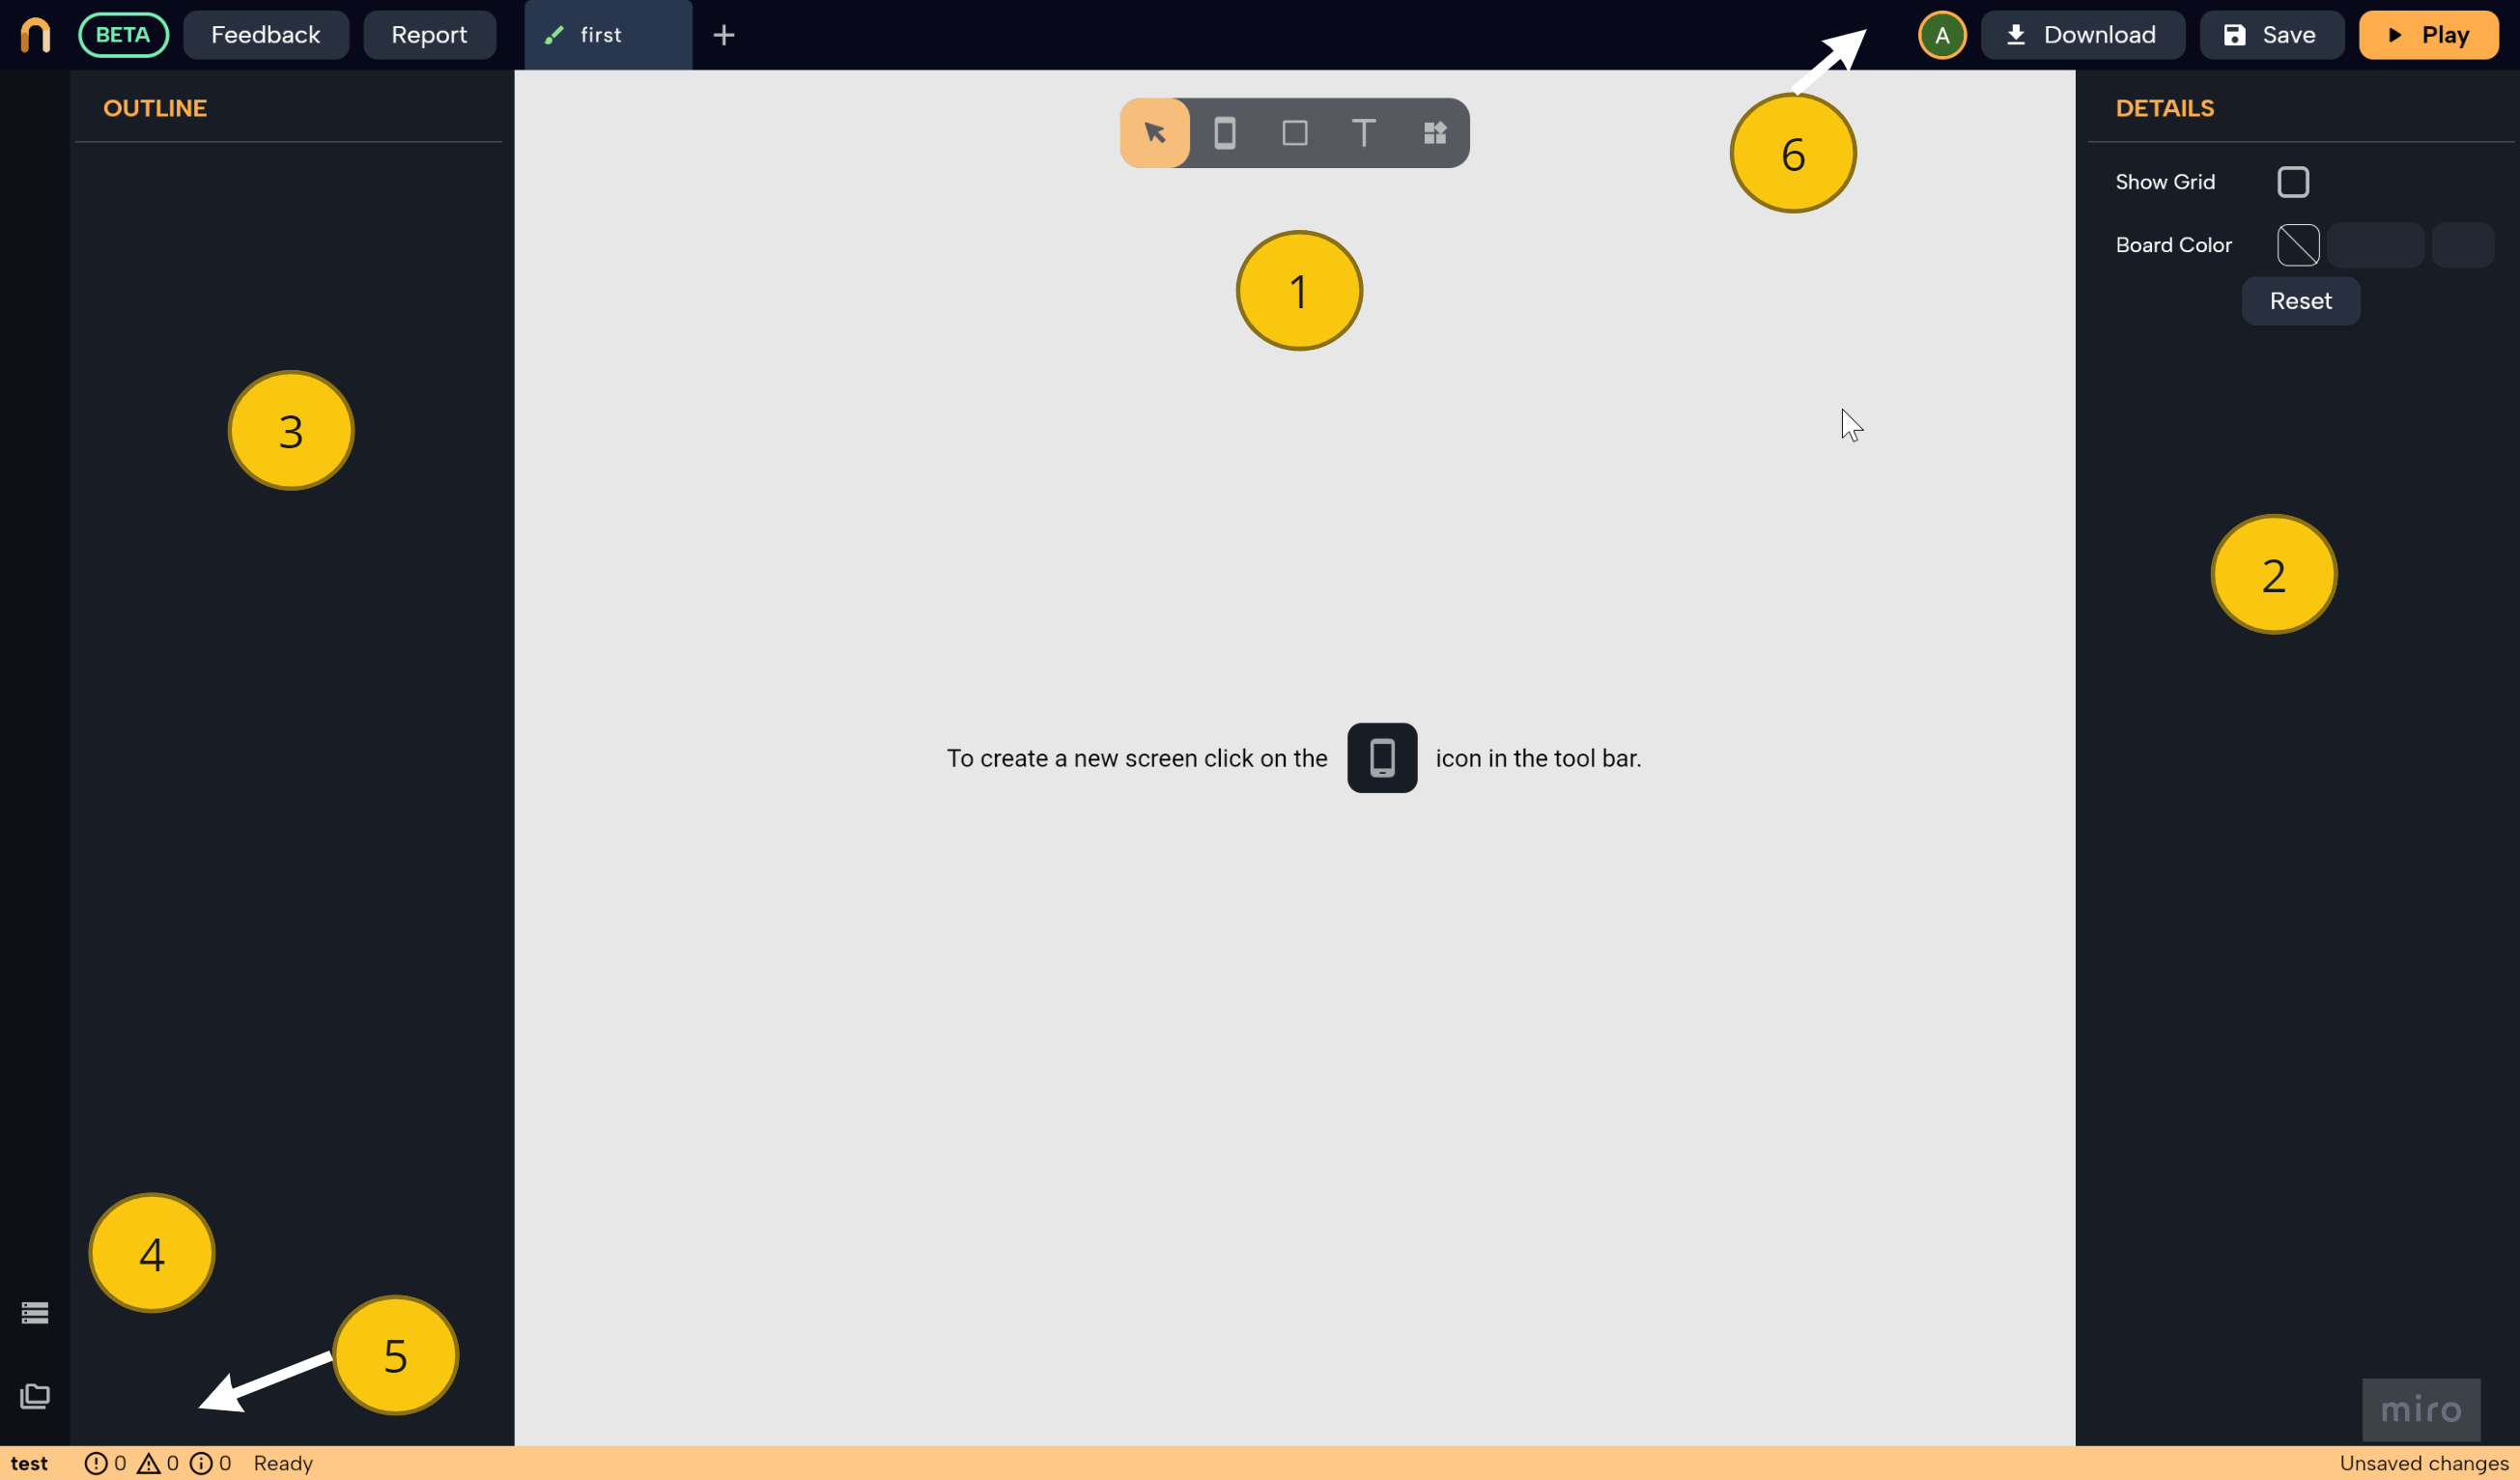 BETA Feedback Report first
A Download Save Play
OUTLINE
DETAILS
Show Grid
Board Color
Reset
6
1
3
2
To create a new screen click on the icon in the tool bar.
4
5
miro
test 0 0 0 Ready
Unsaved changes